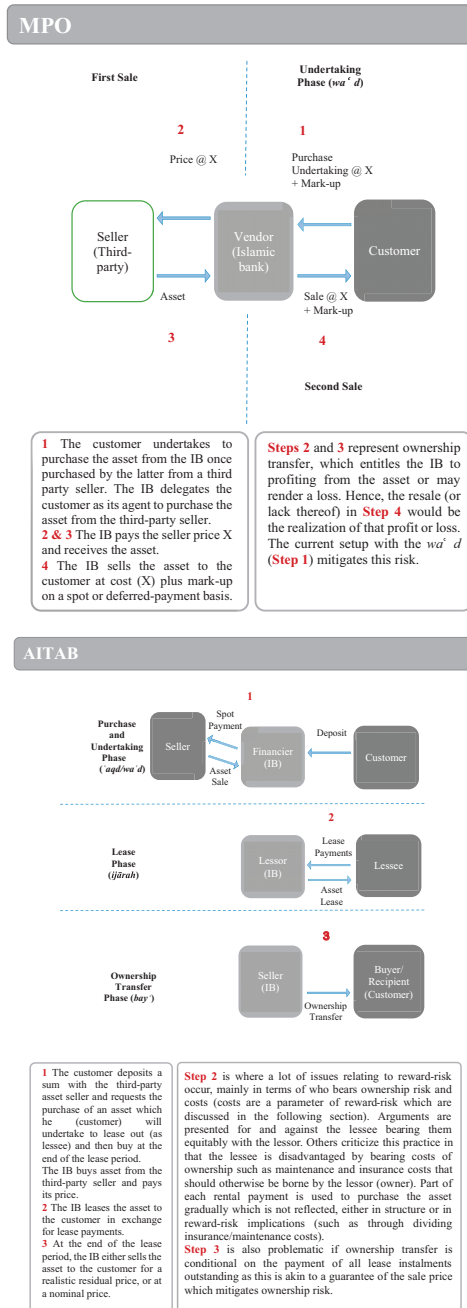 MPO
First Sale
Undertaking
Phase (waʿ d)
2
1
Price @ X
Purchase
Undertaking @ X
+ Mark-up
Seller
(Third-
party)
Vendor
(Islamic
bank)
Customer
Asset
Sale @ X
+ Mark-up
3
4
Second Sale
1 The customer undertakes to
purchase the asset from the IB once
purchased by the latter from a third
party seller. The IB delegates the
customer as its agent to purchase the
asset from the third-party seller.
2 & 3 The IB pays the seller price X
and receives the asset.
4 The IB sells the asset to the
customer at cost (X) plus mark-up
on a spot or deferred-payment basis.
Steps 2 and 3 represent ownership
transfer, which entitles the IB to
profiting from the asset or may
render a loss. Hence, the resale (or
lack thereof) in Step 4 would be
the realization of that profit or loss.
The current setup with the waʿ d
(Step 1) mitigates this risk.
AITAB
1
Purchase
and
Undertaking
Phase
(ʿaqd/waʿd)
Seller
Spot
Payment
Asset
Sale
Financier
(IB)
Deposit
Customer
2
Lease
Phase
(ijārah)
Lessor
(IB)
Lease
Payments
Asset
Lease
Lessee
3
Ownership
Transfer
Phase (bayʿ)
Seller
(IB)
Ownership
Transfer
Buyer/
Recipient
(Customer)
1 The customer deposits a
sum with the third-party
asset seller and requests the
purchase of an asset which
he (customer) will
undertake to lease out (as
lessee) and then buy at the
end of the lease period.
The IB buys asset from the
third-party seller and pays
its price.
2 The IB leases the asset to
the customer in exchange
for lease payments.
3 At the end of the lease
period, the IB either sells the
asset to the customer for a
realistic residual price, or at
a nominal price.
Step 2 is where a lot of issues relating to reward-risk
occur, mainly in terms of who bears ownership risk and
costs (costs are a parameter of reward-risk which are
discussed in the following section). Arguments are
presented for and against the lessee bearing them
equitably with the lessor. Others criticize this practice in
that the lessee is disadvantaged by bearing costs of
ownership such as maintenance and insurance costs that
should otherwise be borne by the lessor (owner). Part of
each rental payment is used to purchase the asset
gradually which is not reflected, either in structure or in
reward-risk implications (such as through dividing
insurance/maintenance costs).
Step 3 is also problematic if ownership transfer is
conditional on the payment of all lease instalments
outstanding as this is akin to a guarantee of the sale price
which mitigates ownership risk.